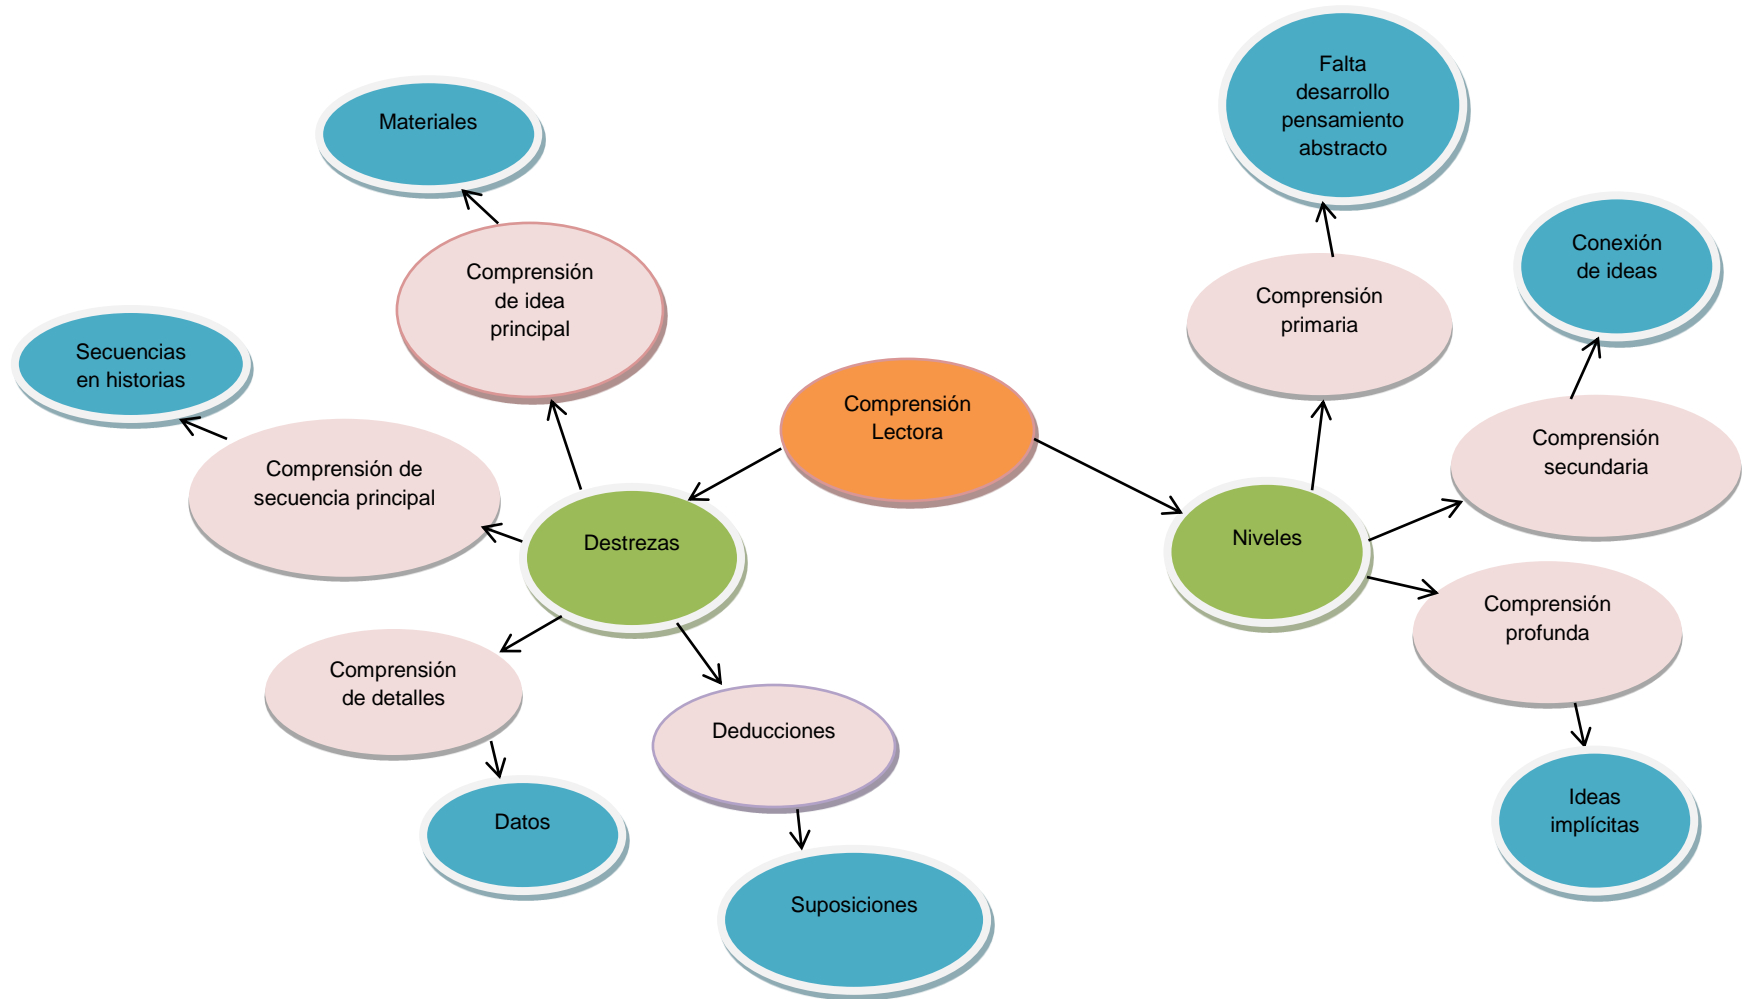 Falta
desarrollo
pensamiento
abstracto
Materiales
Conexión
de ideas
Comprensión
de idea
principal
Comprensión
primaria
Secuencias
en historias
Comprensión
Lectora
Comprensión
secundaria
Comprensión de
secuencia principal
Destrezas
Niveles
Comprensión
profunda
Comprensión
de detalles
Deducciones
Ideas
implícitas
Datos
Suposiciones